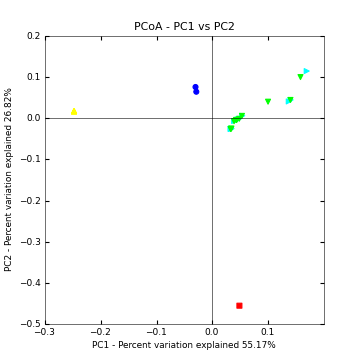 PCoA - PC1 vs PC2
0.2
0.1
0.0
−0.1
−0.2
−0.3
−0.4
−0.5
PC2 - Percent variation explained 26.82%
−0.3 −0.2 −0.1 0.0 0.1
PC1 - Percent variation explained 55.17%